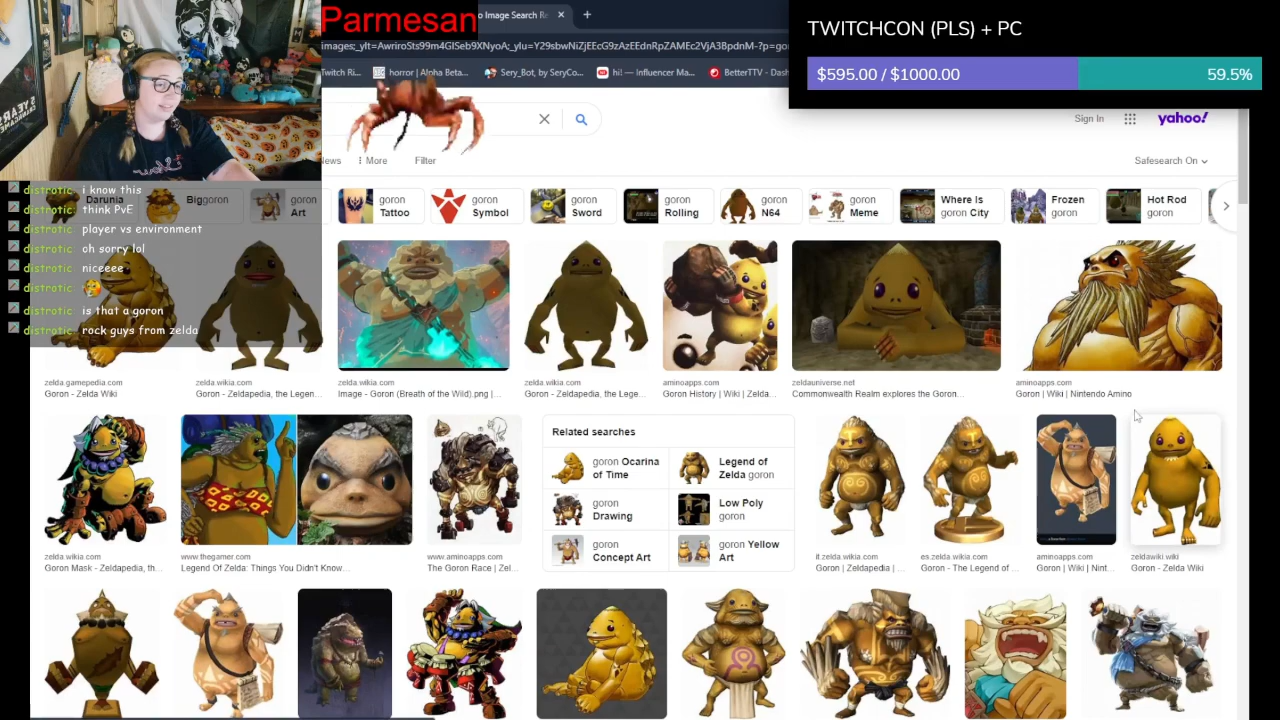 Parmesan
o Image Search Re
images;_ylt=AwriroSts99m4GISeb9XNyoA;_ylu=Y29sbwNiZjEEcG9zAzEEdnRpZAMEc2VjA3BpdnM-?p=go
Twitch Ri...
horror | Alpha Beta...
Sery_Bot, by SeryCo...
hi! — Influencer Ma...
BetterTTV - Dash
TWITCHCON (PLS) + PC
$595.00 / $1000.00
59.5%
Sign In
yahoo!
News
More
Filter
Safesearch On
distrotic: i know this
distrotic: think PvE
distrotic: player vs environment
distrotic: oh sorry lol
distrotic: niceeee
distrotic:
distrotic: is that a goron
distrotic: rock guys from zelda
Darunia
Biggoron
goron
Art
goron
Tattoo
goron
Symbol
goron
Sword
goron
Rolling
goron
N64
goron
Meme
Where Is
goron City
Frozen
goron
Hot Rod
goron
zelda.gamepedia.com
Goron - Zelda Wiki
zelda.wikia.com
Goron - Zeldapedia, the Legen...
zelda.wikia.com
Image - Goron (Breath of the Wild).png |...
zelda.wikia.com
Goron - Zeldapedia, the Lege...
aminoapps.com
Goron History | Wiki | Zelda...
zeldauniverse.net
Commonwealth Realm explores the Goron...
aminoapps.com
Goron | Wiki | Nintendo Amino
Related searches
goron Ocarina
of Time
Legend of
Zelda goron
goron
Drawing
Low Poly
goron
goron
Concept Art
goron Yellow
Art
zelda.wikia.com
Goron Mask - Zeldapedia, th...
www.thegamer.com
Legend Of Zelda: Things You Didn't Know...
www.aminoapps.com
The Goron Race | Zel...
it.zelda.wikia.com
Goron | Zeldapedia | ...
es.zelda.wikia.com
Goron - The Legend of ...
aminoapps.com
Goron | Wiki | Nint...
zeldawiki.wiki
Goron - Zelda Wiki